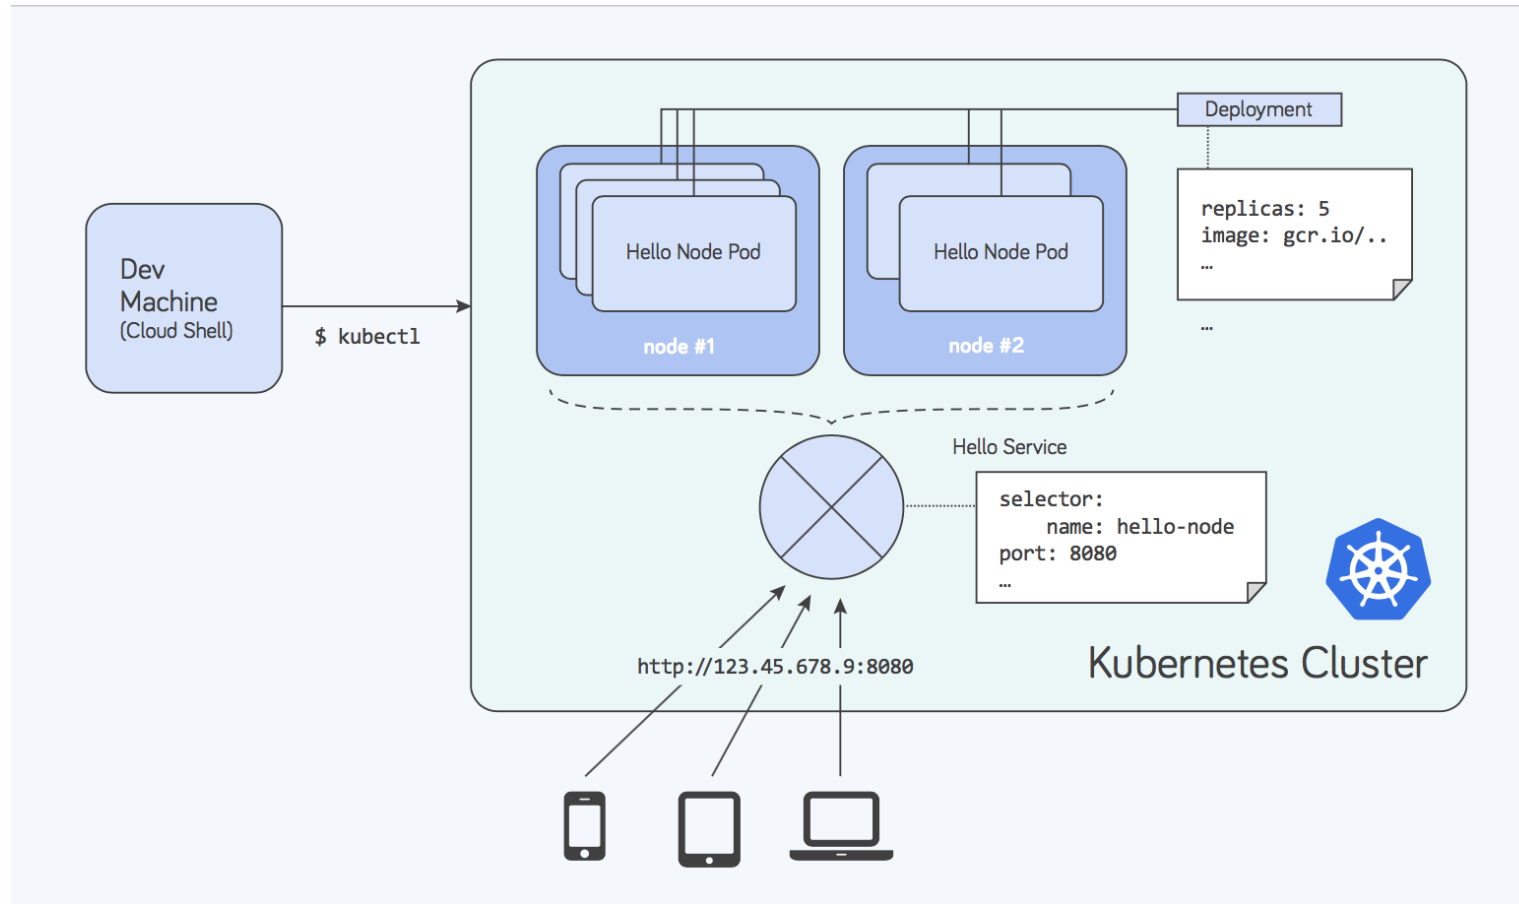 Deployment
replicas: 5
image: gcr.io/..
…
…
Hello Node Pod
Hello Node Pod
node #1
node #2
Dev
Machine
(Cloud Shell)
$ kubectl
Hello Service
selector:
name: hello-node
port: 8080
…
http://123.45.678.9:8080
Kubernetes Cluster